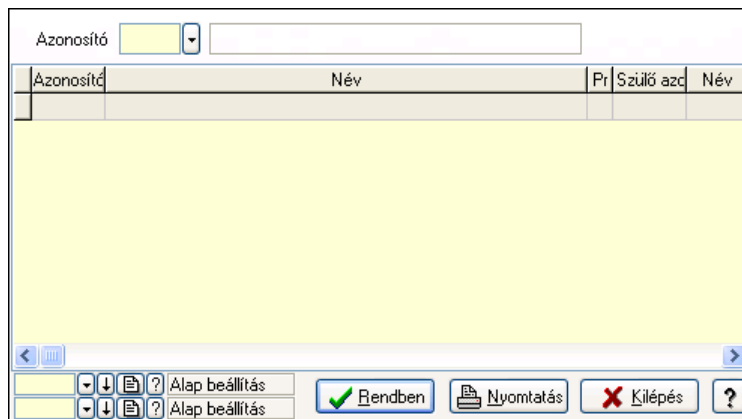 Azonosító
Azonosító Név Pr Szülő azo Név
? Alap beállítás
? Alap beállítás
Rendben Nyomtatás Kilépés ?